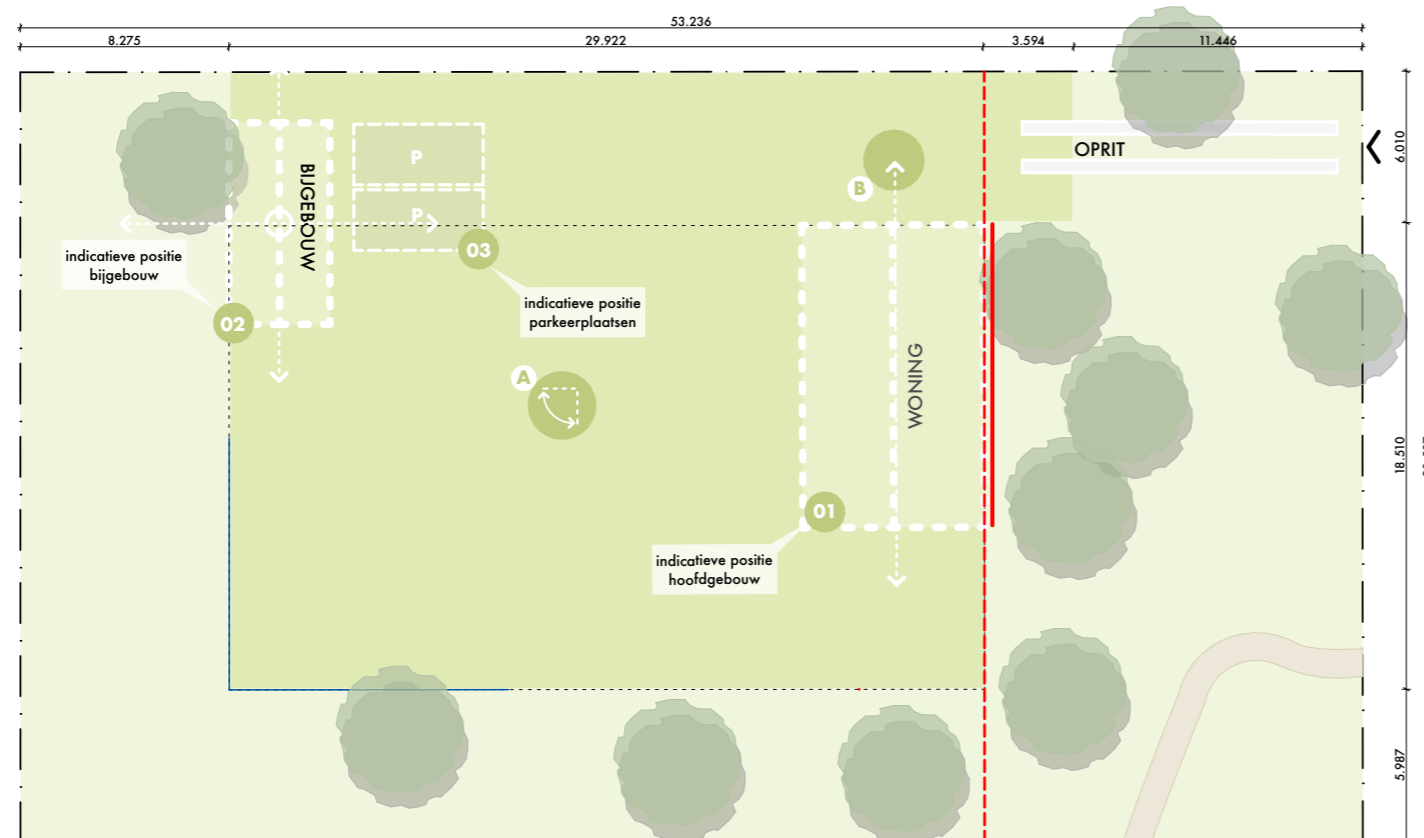 53.236
8.275
29.922
3.594
11.446
OPRIT
6.010
P
P
B
BIJGEBOUW
indicatieve positie
bijgebouw
03
02
indicatieve positie
parkeerplaatsen
A
WONING
18.510
01
indicatieve positie
hoofdgebouw
5.987